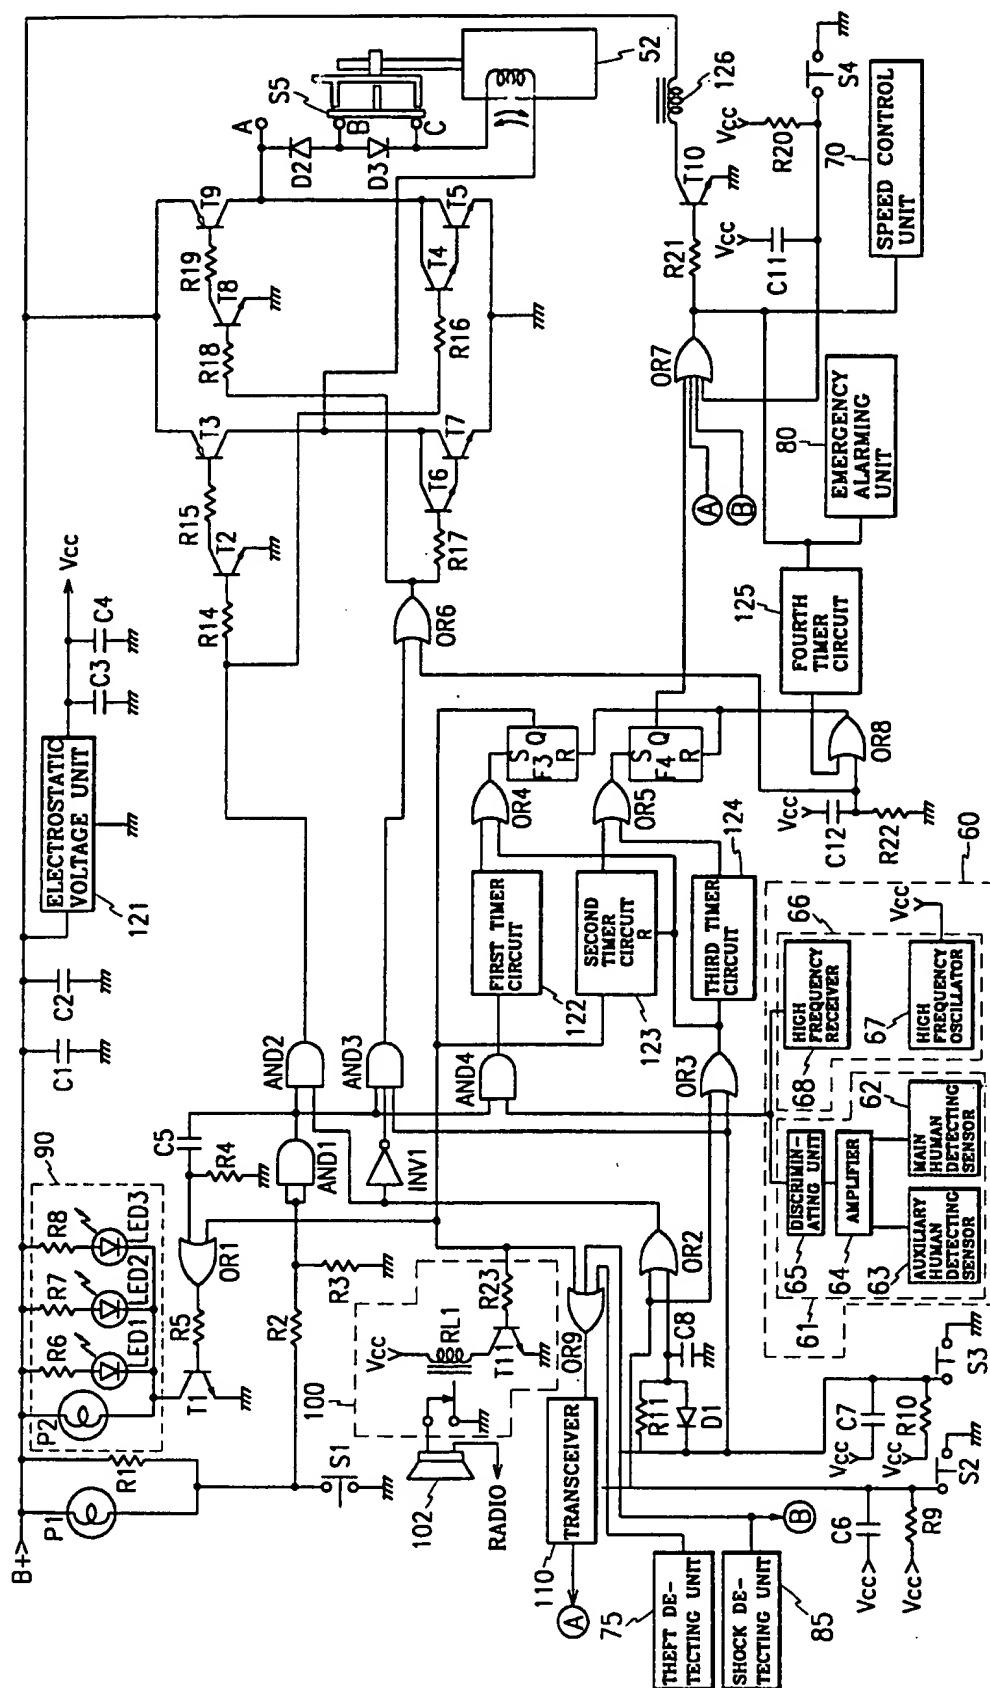 B+
P1
R1
P2
R6
LED1
R7
LED2
R8
LED3
90
T1
R5
OR1
R4
C5
C1
C2
ELECTROSTATIC
VOLTAGE UNIT
121
C3
C4
Vcc
R14
T2
R15
T3
R18
T8
R19
T9
A
B
C
S5
D2
D3
52
T4
T5
R16
T6
T7
R17
OR6
S1
R2
R3
AND1
AND2
AND3
INV1
AND4
100
Vcc
RL1
T11
R23
102
RADIO
110
TRANSCEIVER
OR9
A
75
THEFT DE-
TECTING UNIT
SHOCK DE-
TECTING UNIT
85
B
R11
D1
C8
OR2
OR3
C6
Vcc
R9
Vcc
S2
C7
Vcc
R10
Vcc
S3
FIRST TIMER
CIRCUIT
122
SECOND
TIMER
CIRCUIT
R
123
THIRD TIMER
CIRCUIT
124
OR4
OR5
S
Q
F3
R
S
Q
F4
R
OR8
Vcc
C12
R22
60
61
65
DISCRIMIN-
ATING UNIT
64
AMPLIFIER
62
MAIN
HUMAN
DETECTING
SENSOR
63
AUXILIARY
HUMAN
DETECTING
SENSOR
66
68
HIGH
FREQUENCY
RECEIVER
67
HIGH
FREQUENCY
OSCILLATOR
Vcc
125
FOURTH
TIMER
CIRCUIT
80
EMERGENCY
ALARMING
UNIT
A
B
OR7
R21
T10
126
Vcc
C11
Vcc
R20
S4
70
SPEED CONTROL
UNIT